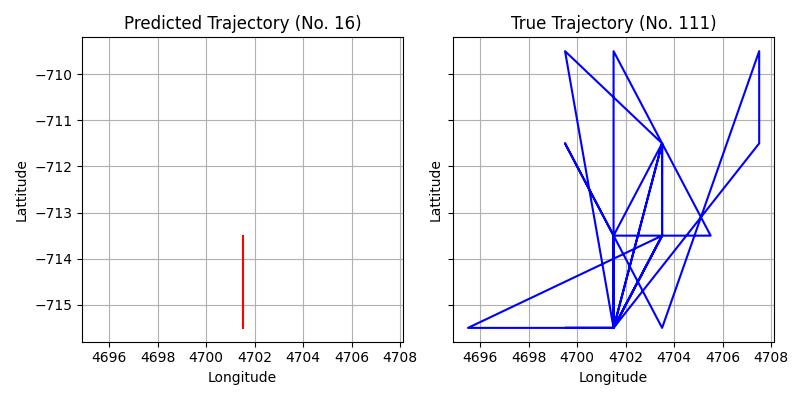 Predicted Trajectory (No. 16)
True Trajectory (No. 111)
−710
−711
−712
−713
−714
−715
Lattitude
Lattitude
4696 4698 4700 4702 4704 4706 4708
4696 4698 4700 4702 4704 4706 4708
Longitude
Longitude